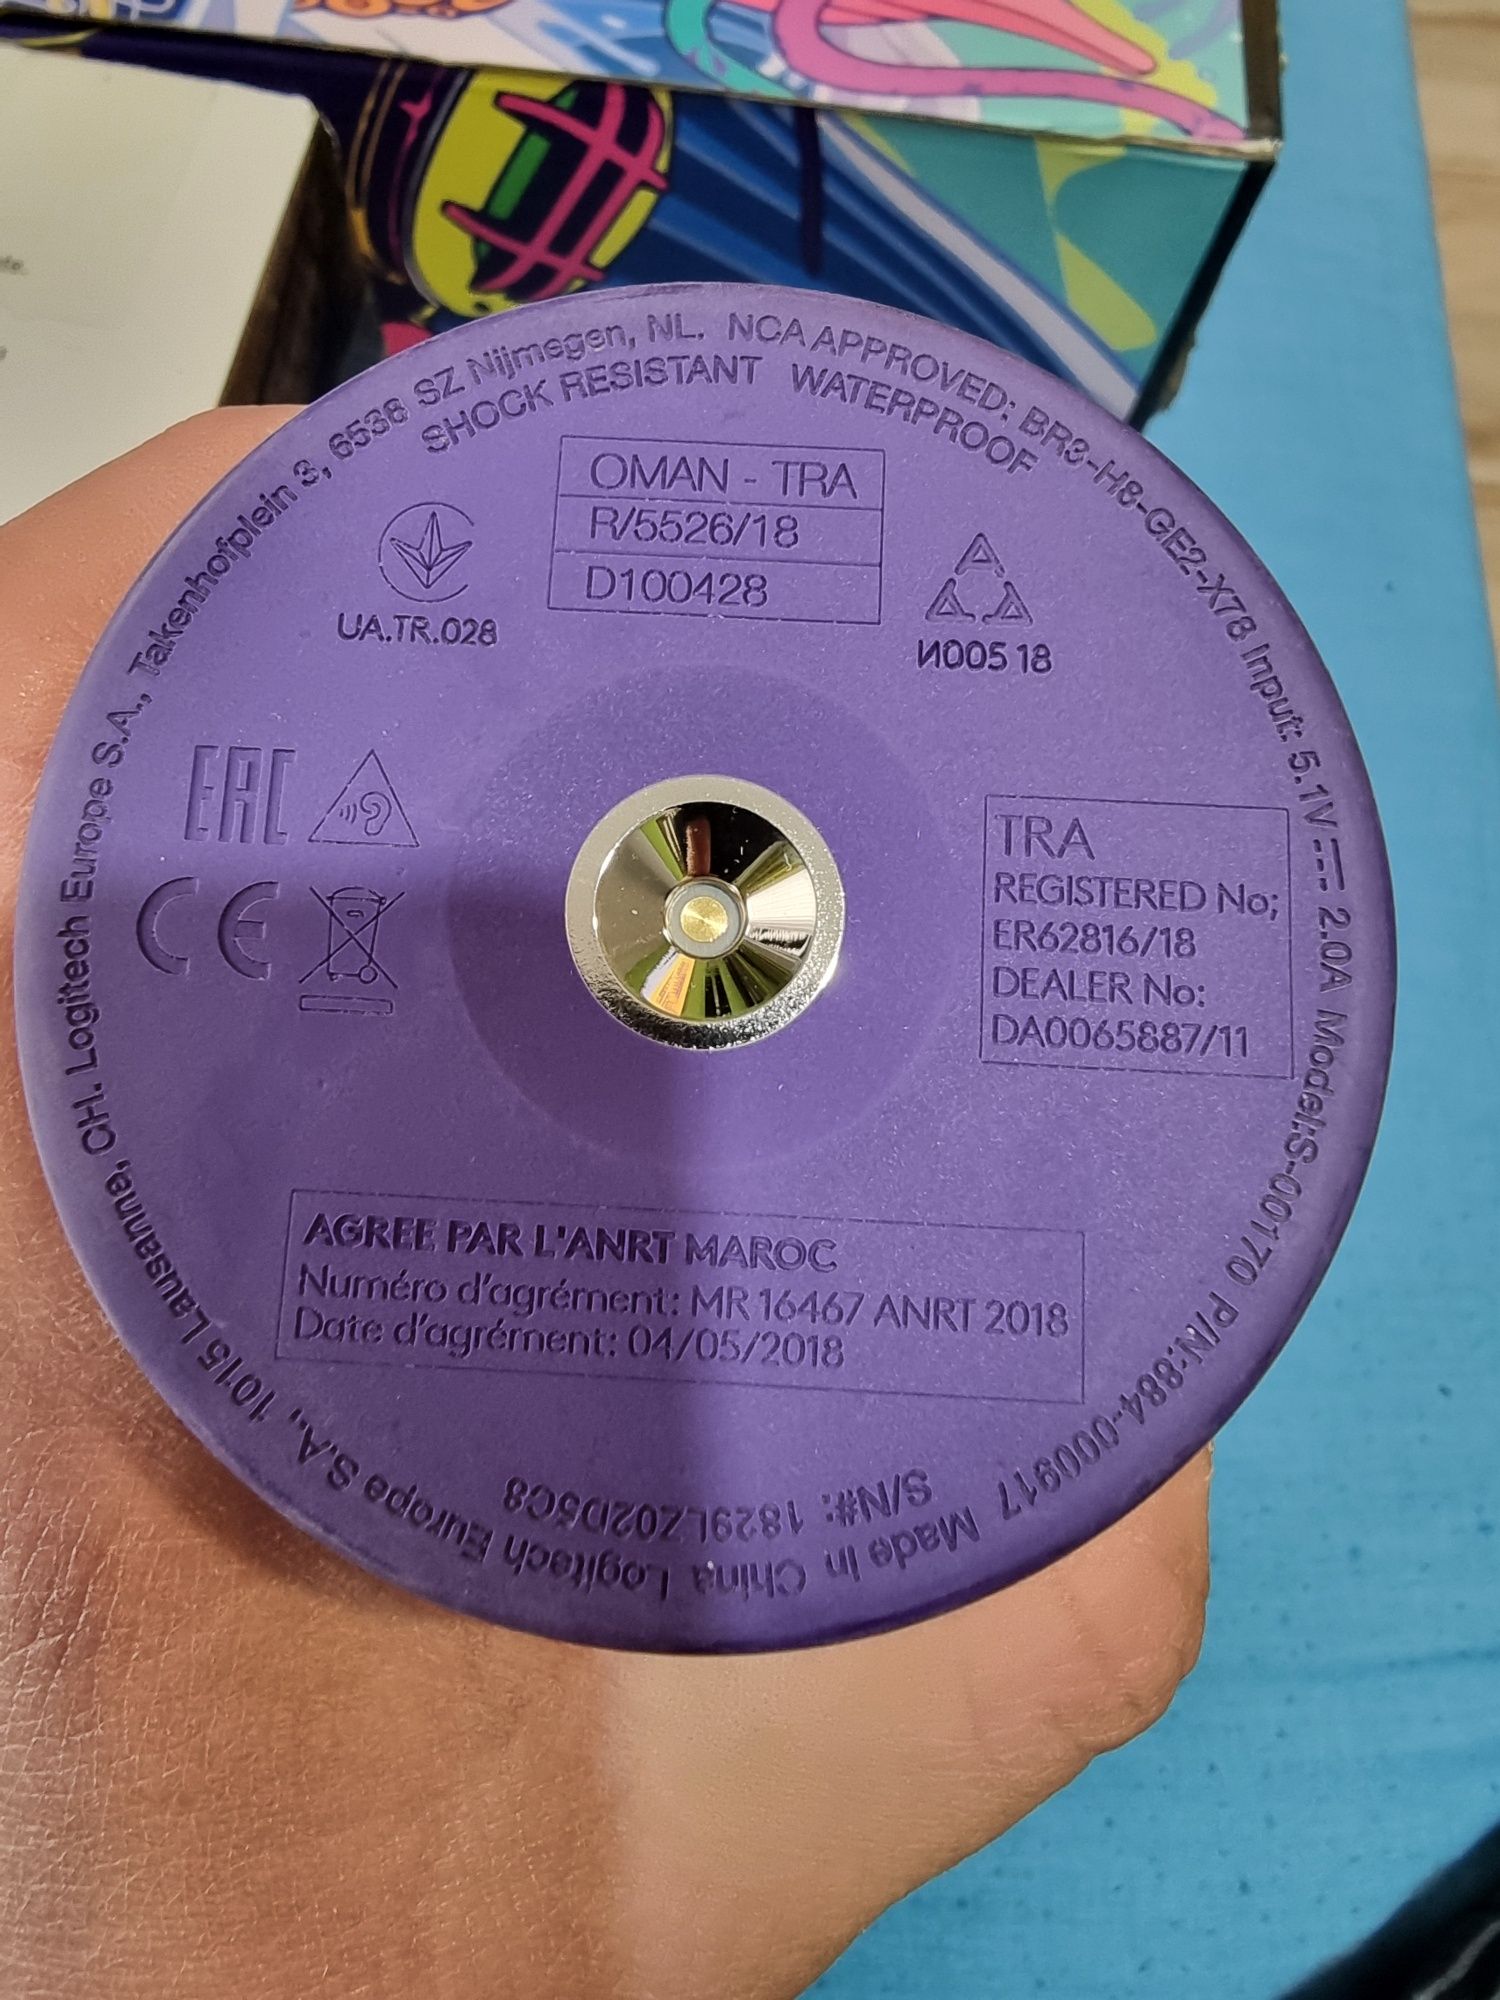 Logitech Europe S.A., 1015 Lausanne, CH. Logitech Europe S.A., Takenhofplein 3, 6538 SZ Nijmegen, NL. NCA APPROVED: BR3-H8-GE2-X78 Input: 5.1V⎓2.0A Model:S-00170 P/N:884-000917 Made in China
SHOCK RESISTANT WATERPROOF
OMAN - TRA
R/5526/18
D100428
UA.TR.028
И005 18
EAC
CE
TRA
REGISTERED No;
ER62816/18
DEALER No:
DA0065887/11
AGREE PAR L'ANRT MAROC
Numéro d'agrément: MR 16467 ANRT 2018
Date d'agrément: 04/05/2018
S/N#: 1829LZ02D5C8